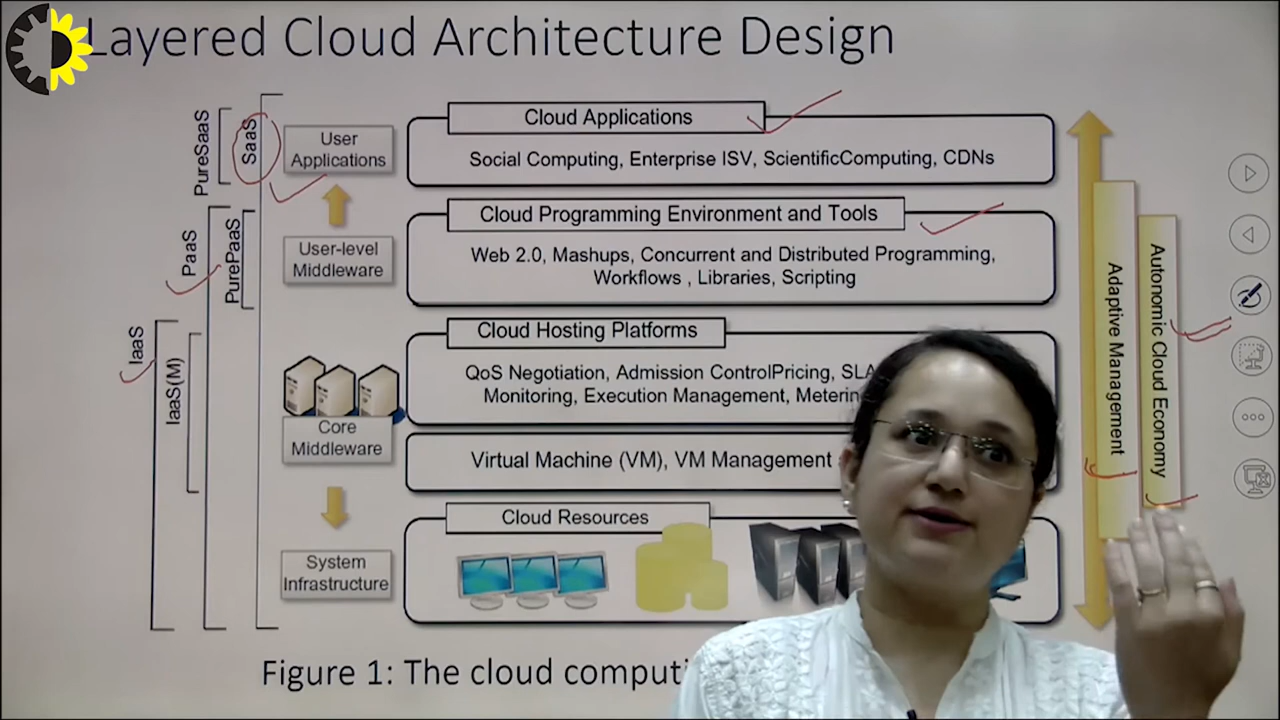 Layered Cloud Architecture Design
PureSaaS
SaaS
User
Applications
Cloud Applications
Social Computing, Enterprise ISV, ScientificComputing, CDNs
PaaS
PurePaaS
User-level
Middleware
Cloud Programming Environment and Tools
Web 2.0, Mashups, Concurrent and Distributed Programming,
Workflows , Libraries, Scripting
IaaS
IaaS(M)
Core
Middleware
Cloud Hosting Platforms
QoS Negotiation, Admission ControlPricing, SLA
Monitoring, Execution Management,
Virtual Machine (VM), VM Management
System
Infrastructure
Cloud Resources
Adaptive Management
Autonomic Cloud Economy
Figure 1: The cloud